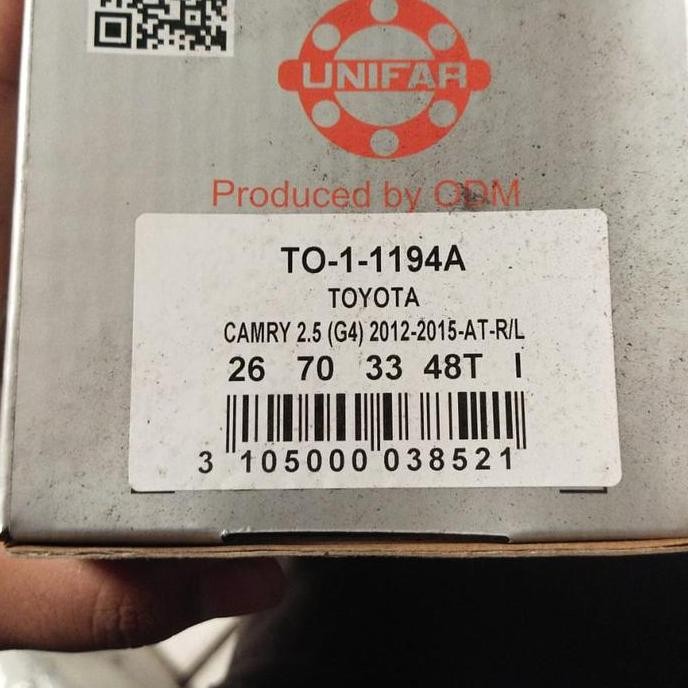 UNIFAR
Produced by ODM
TO-1-1194A
TOYOTA
CAMRY 2.5 (G4) 2012-2015-AT-R/L
26 70 33 48T I
3 105000 038521